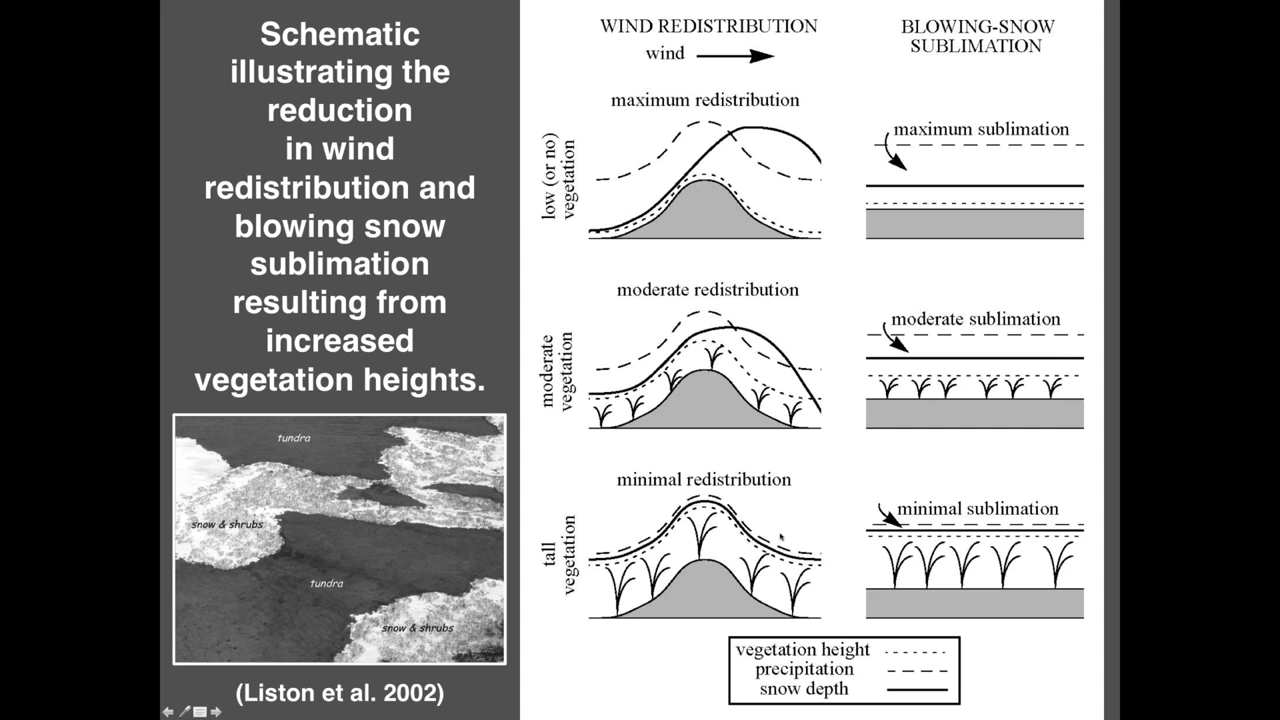 Schematic
illustrating the
reduction
in wind
redistribution and
blowing snow
sublimation
resulting from
increased
vegetation heights.
tundra
snow & shrubs
tundra
snow & shrubs
(Liston et al. 2002)
WIND REDISTRIBUTION
wind
BLOWING-SNOW
SUBLIMATION
low (or no)
vegetation
maximum redistribution
maximum sublimation
moderate
vegetation
moderate redistribution
moderate sublimation
tall
vegetation
minimal redistribution
minimal sublimation
vegetation height
precipitation
snow depth